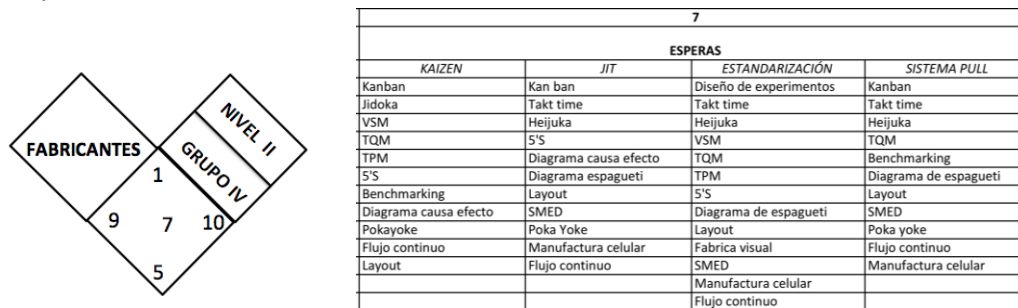 FABRICANTES
NIVEL II
GRUPO IV
1
9 7 10
5
7
ESPERAS
KAIZEN JIT ESTANDARIZACIÓN SISTEMA PULL
Kanban Kan ban Diseño de experimentos Kanban
Jidoka Takt time Takt time Takt time
VSM Heijuka Heijuka Heijuka
TQM 5'S VSM TQM
TPM Diagrama causa efecto TQM Benchmarking
5'S Diagrama espagueti TPM Diagrama de espagueti
Benchmarking Layout 5'S Layout
Diagrama causa efecto SMED Diagrama de espagueti SMED
Pokayoke Poka Yoke Layout Poka yoke
Flujo continuo Manufactura celular Fabrica visual Flujo continuo
Layout Flujo continuo SMED Manufactura celular
Manufactura celular
Flujo continuo